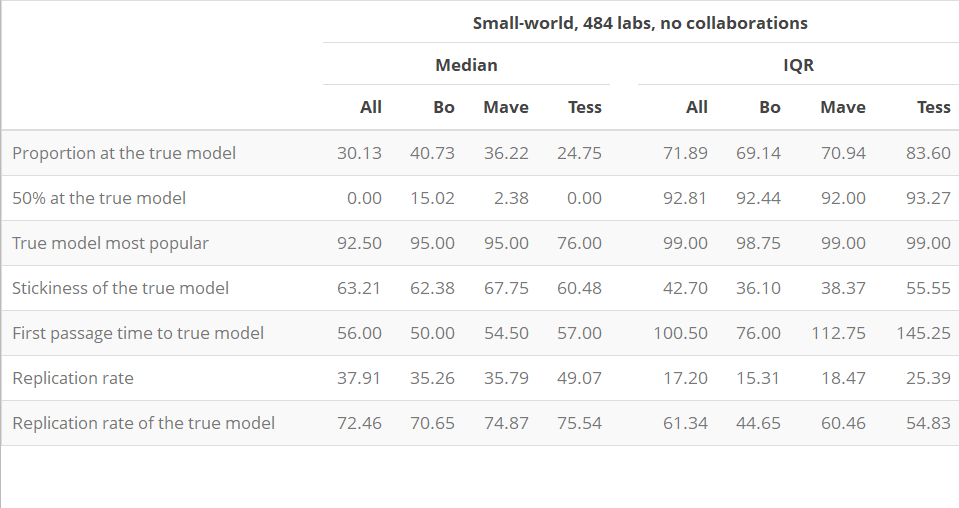 Small-world, 484 labs, no collaborations
Median IQR
All Bo Mave Tess All Bo Mave Tess
Proportion at the true model 30.13 40.73 36.22 24.75 71.89 69.14 70.94 83.60
50% at the true model 0.00 15.02 2.38 0.00 92.81 92.44 92.00 93.27
True model most popular 92.50 95.00 95.00 76.00 99.00 98.75 99.00 99.00
Stickiness of the true model 63.21 62.38 67.75 60.48 42.70 36.10 38.37 55.55
First passage time to true model 56.00 50.00 54.50 57.00 100.50 76.00 112.75 145.25
Replication rate 37.91 35.26 35.79 49.07 17.20 15.31 18.47 25.39
Replication rate of the true model 72.46 70.65 74.87 75.54 61.34 44.65 60.46 54.83